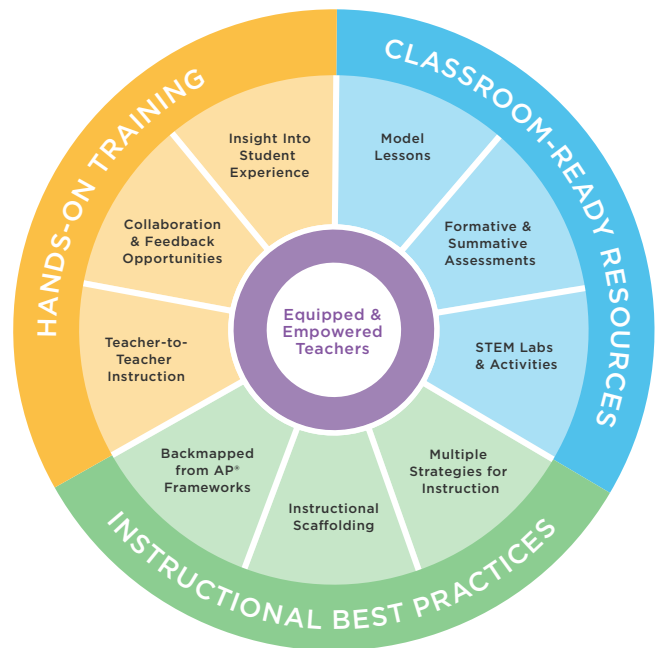 HANDS-ON TRAINING
CLASSROOM-READY RESOURCES
INSTRUCTIONAL BEST PRACTICES
Insight Into
Student
Experience
Model
Lessons
Collaboration
& Feedback
Opportunities
Formative &
Summative
Assessments
Teacher-to-
Teacher
Instruction
STEM Labs
& Activities
Equipped &
Empowered
Teachers
Backmapped
from AP®
Frameworks
Instructional
Scaffolding
Multiple
Strategies for
Instruction